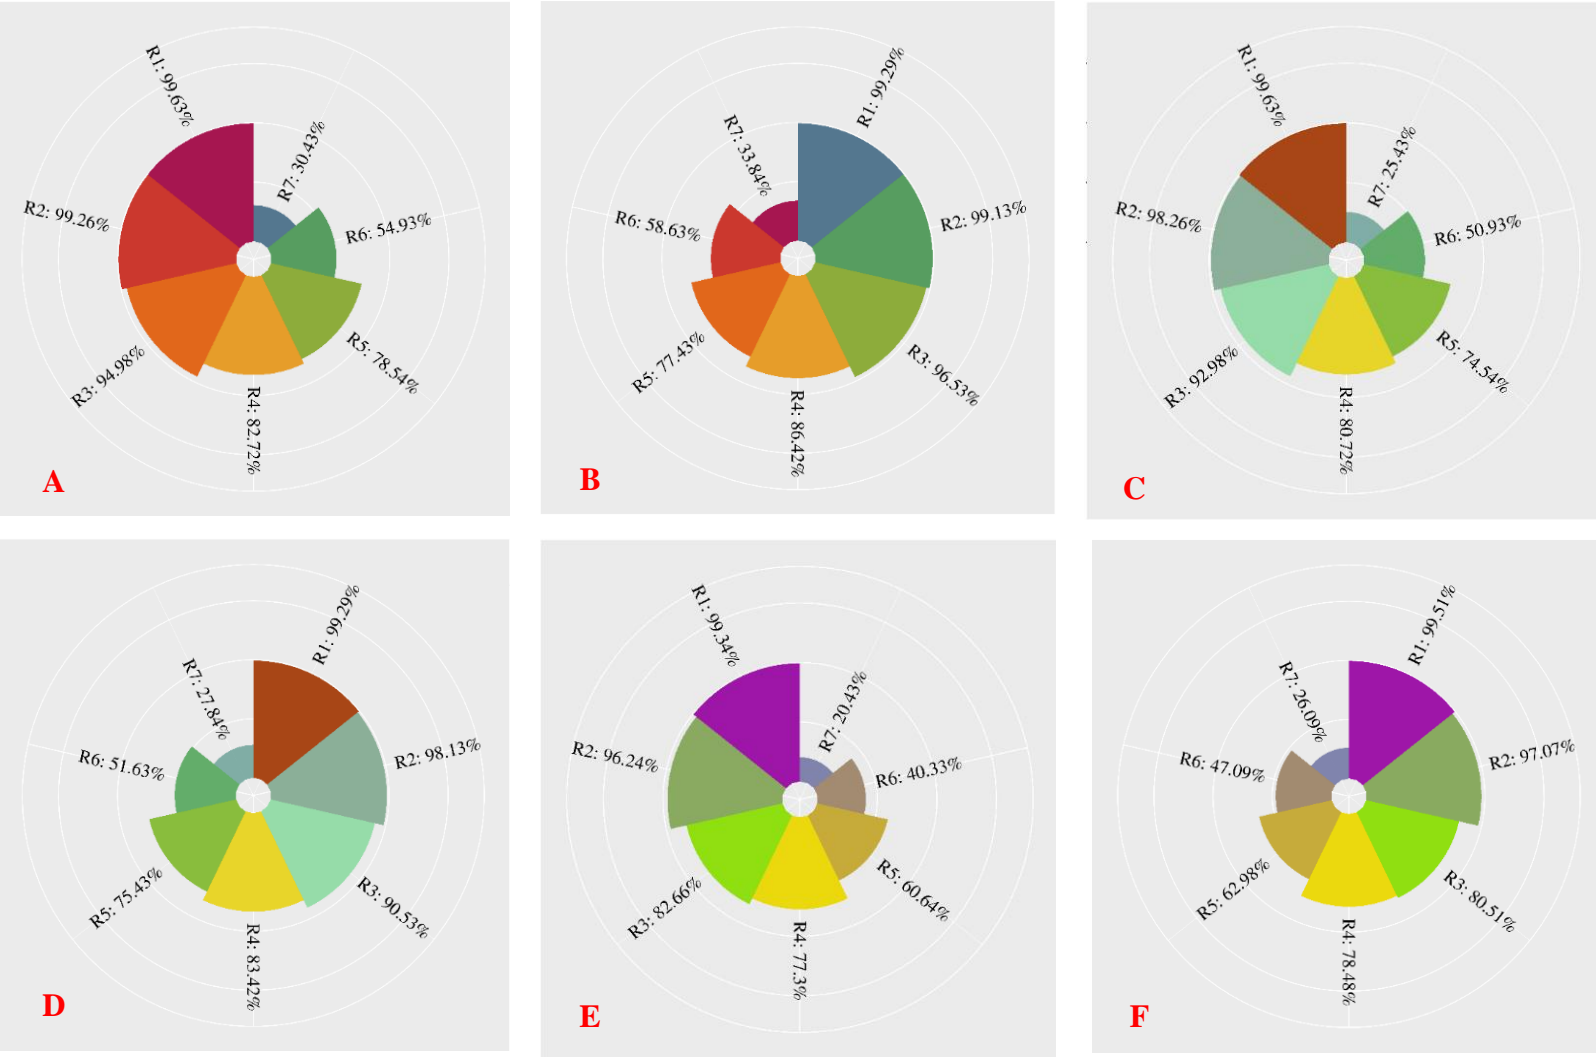 R1: 99.63%
R7: 30.43%
R2: 99.26%
R6: 54.93%
R3: 94.98%
R5: 78.54%
R4: 82.72%
A
R1: 99.29%
R7: 33.84%
R2: 99.13%
R6: 58.63%
R5: 77.43%
R3: 96.53%
R4: 86.42%
B
R1: 99.63%
R7: 25.43%
R2: 98.26%
R6: 50.93%
R3: 92.98%
R5: 74.54%
R4: 80.72%
C
R1: 99.29%
R7: 27.84%
R2: 98.13%
R6: 51.63%
R5: 75.43%
R3: 90.53%
R4: 83.42%
D
R1: 99.34%
R7: 20.43%
R2: 96.24%
R6: 40.33%
R3: 82.66%
R5: 60.64%
R4: 77.3%
E
R1: 99.51%
R7: 26.09%
R2: 97.07%
R6: 47.09%
R5: 62.98%
R3: 80.51%
R4: 78.48%
F